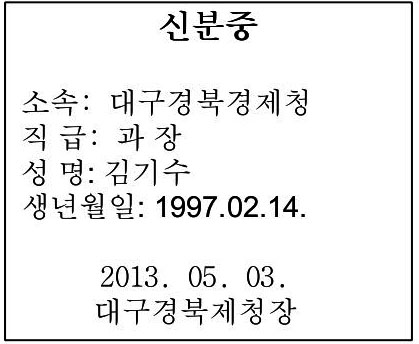 신분중
소속: 대구경북경제청
직 급: 과 장
성 명: 김기수
생년월일: 1997.02.14.
2013. 05. 03.
대구경북제청장